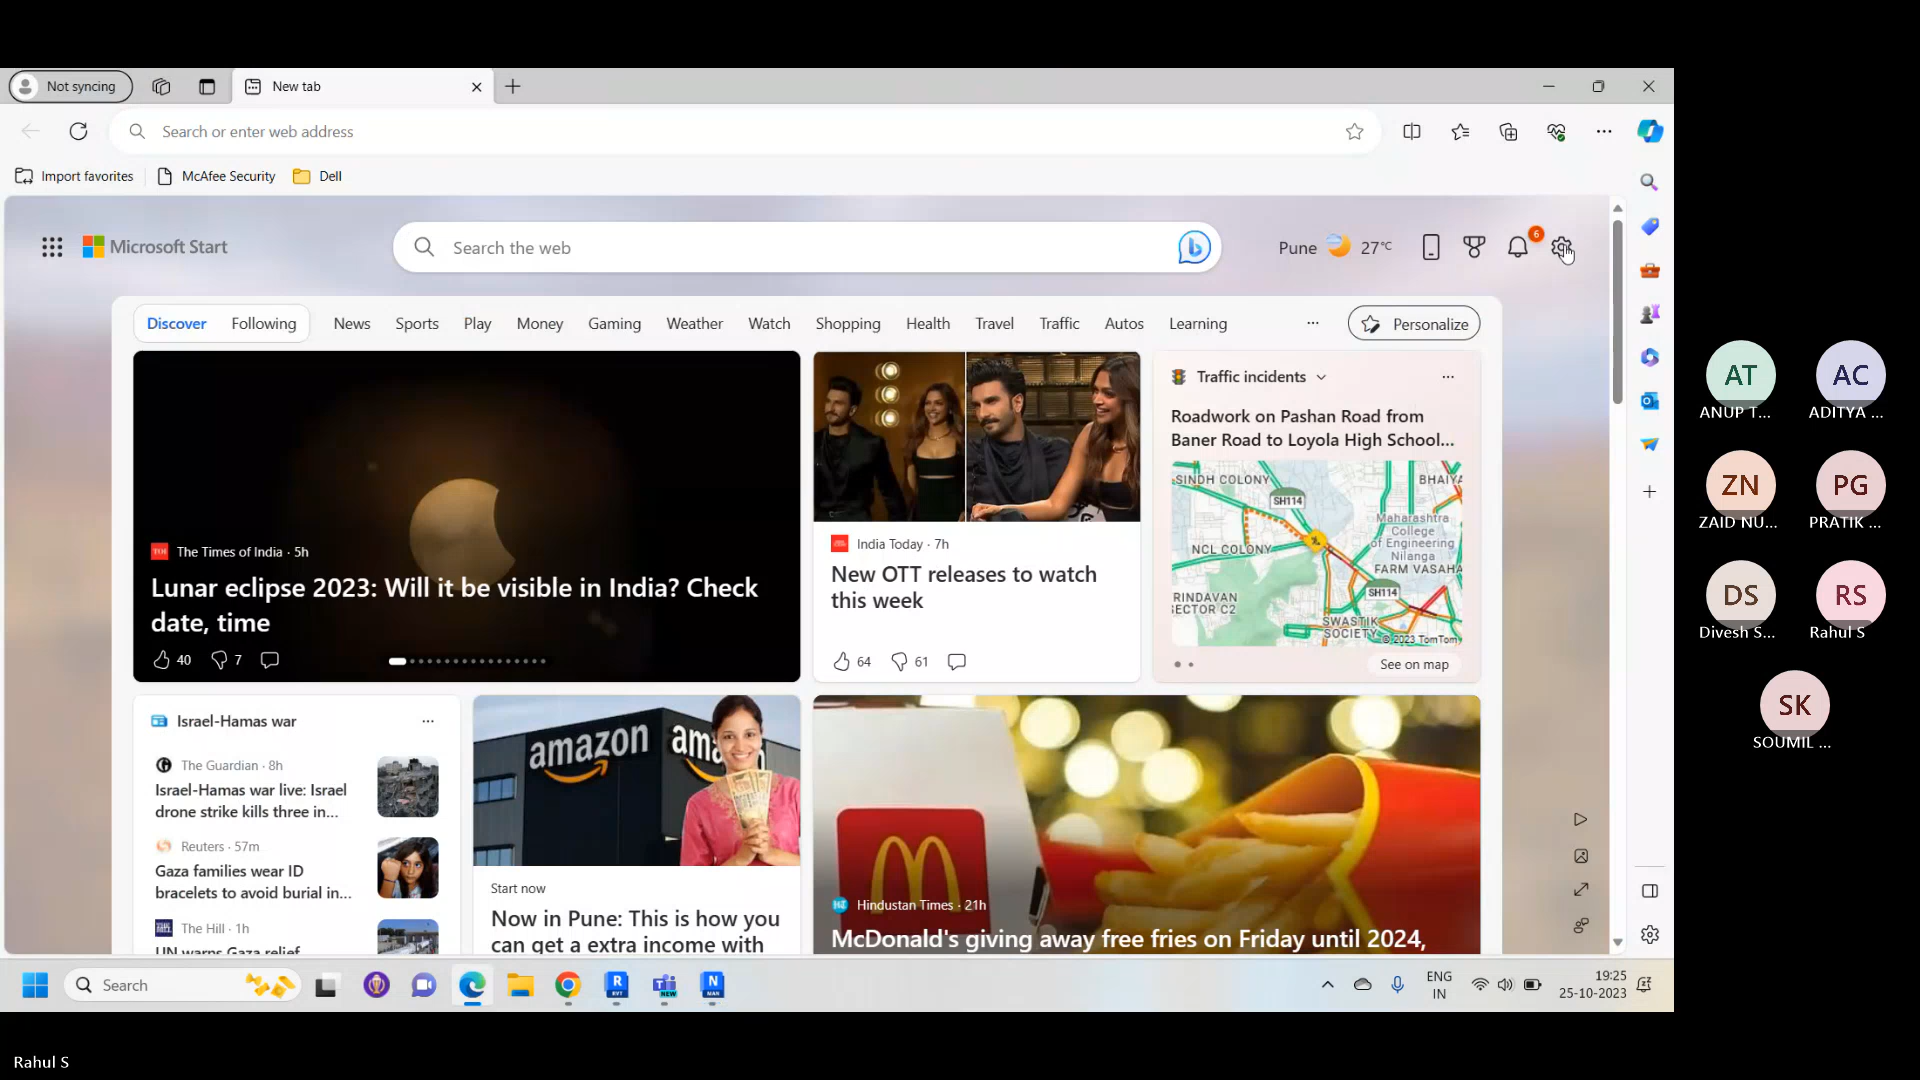 Not syncing
New tab
Search or enter web address
Import favorites
McAfee Security
Dell
Microsoft Start
Search the web
Pune
27°C
6
Discover
Following
News
Sports
Play
Money
Gaming
Weather
Watch
Shopping
Health
Travel
Traffic
Autos
Learning
Personalize
The Times of India · 5h
Lunar eclipse 2023: Will it be visible in India? Check
date, time
40
7
India Today · 7h
New OTT releases to watch
this week
64
61
Traffic incidents
Roadwork on Pashan Road from
Baner Road to Loyola High School...
SINDH COLONY
SH114
BHAIYA
Maharashtra
College
of Engineering
Nilanga
NCL COLONY
FARM VASAHA
RINDAVAN
SECTOR C2
SH114
SWASTIK
SOCIETY
© 2023 TomTom
See on map
Israel-Hamas war
The Guardian · 8h
Israel-Hamas war live: Israel
drone strike kills three in...
Reuters · 57m
Gaza families wear ID
bracelets to avoid burial in...
The Hill · 1h
UN warns Gaza relief
amazon
ama
Start now
Now in Pune: This is how you
can get a extra income with
Hindustan Times · 21h
McDonald's giving away free fries on Friday until 2024,
Search
ENG
IN
19:25
25-10-2023
AT
ANUP T...
AC
ADITYA ...
ZN
ZAID NU...
PG
PRATIK ...
DS
Divesh S...
RS
Rahul S
SK
SOUMIL ...
Rahul S